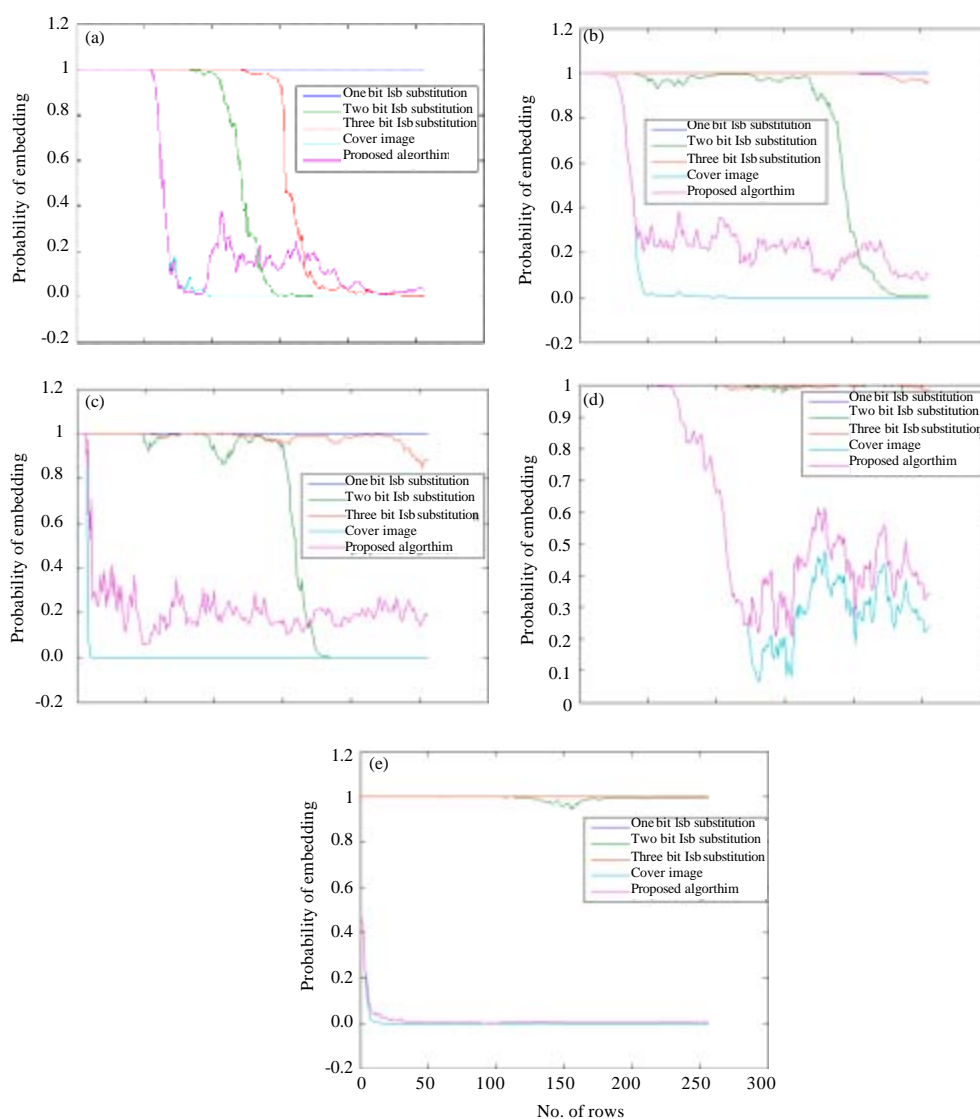 (a)
1.2
1
0.8
0.6
0.4
0.2
0.0
-0.2
Probability of embedding
One bit lsb substitution
Two bit lsb substitution
Three bit lsb substitution
Cover image
Proposed algorthim
(b)
1.2
1
0.8
0.6
0.4
0.2
0.0
-0.2
Probability of embedding
One bit lsb substitution
Two bit lsb substitution
Three bit lsb substitution
Cover image
Proposed algorthim
(c)
1.2
1
0.8
0.6
0.4
0.2
0.0
-0.2
Probability of embedding
One bit lsb substitution
Two bit lsb substitution
Three bit lsb substitution
Cover image
Proposed algorthim
(d)
1
0.9
0.8
0.7
0.6
0.5
0.4
0.3
0.2
0.1
0
Probability of embedding
One bit lsb substitution
Two bit lsb substitution
Three bit lsb substitution
Cover image
Proposed algorthim
(e)
1.2
1
0.8
0.6
0.4
0.2
0.0
-0.2
Probability of embedding
One bit lsb substitution
Two bit lsb substitution
Three bit lsb substitution
Cover image
Proposed algorthim
0 50 100 150 200 250 300
No. of rows